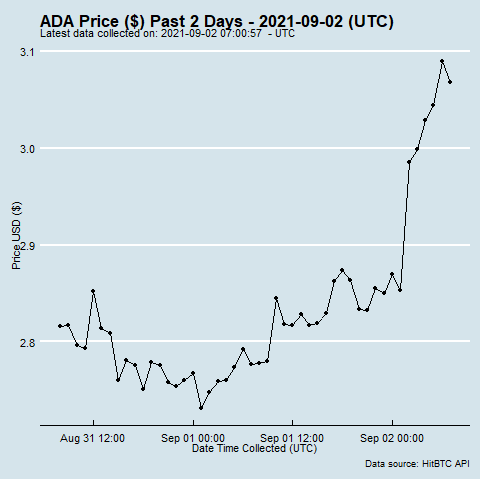 ADA Price ($) Past 2 Days - 2021-09-02 (UTC)
Latest data collected on: 2021-09-02 07:00:57  - UTC
3.1
3.0
2.9
2.8
Price USD ($)
Aug 31 12:00
Sep 01 00:00
Sep 01 12:00
Sep 02 00:00
Date Time Collected (UTC)
Data source: HitBTC API